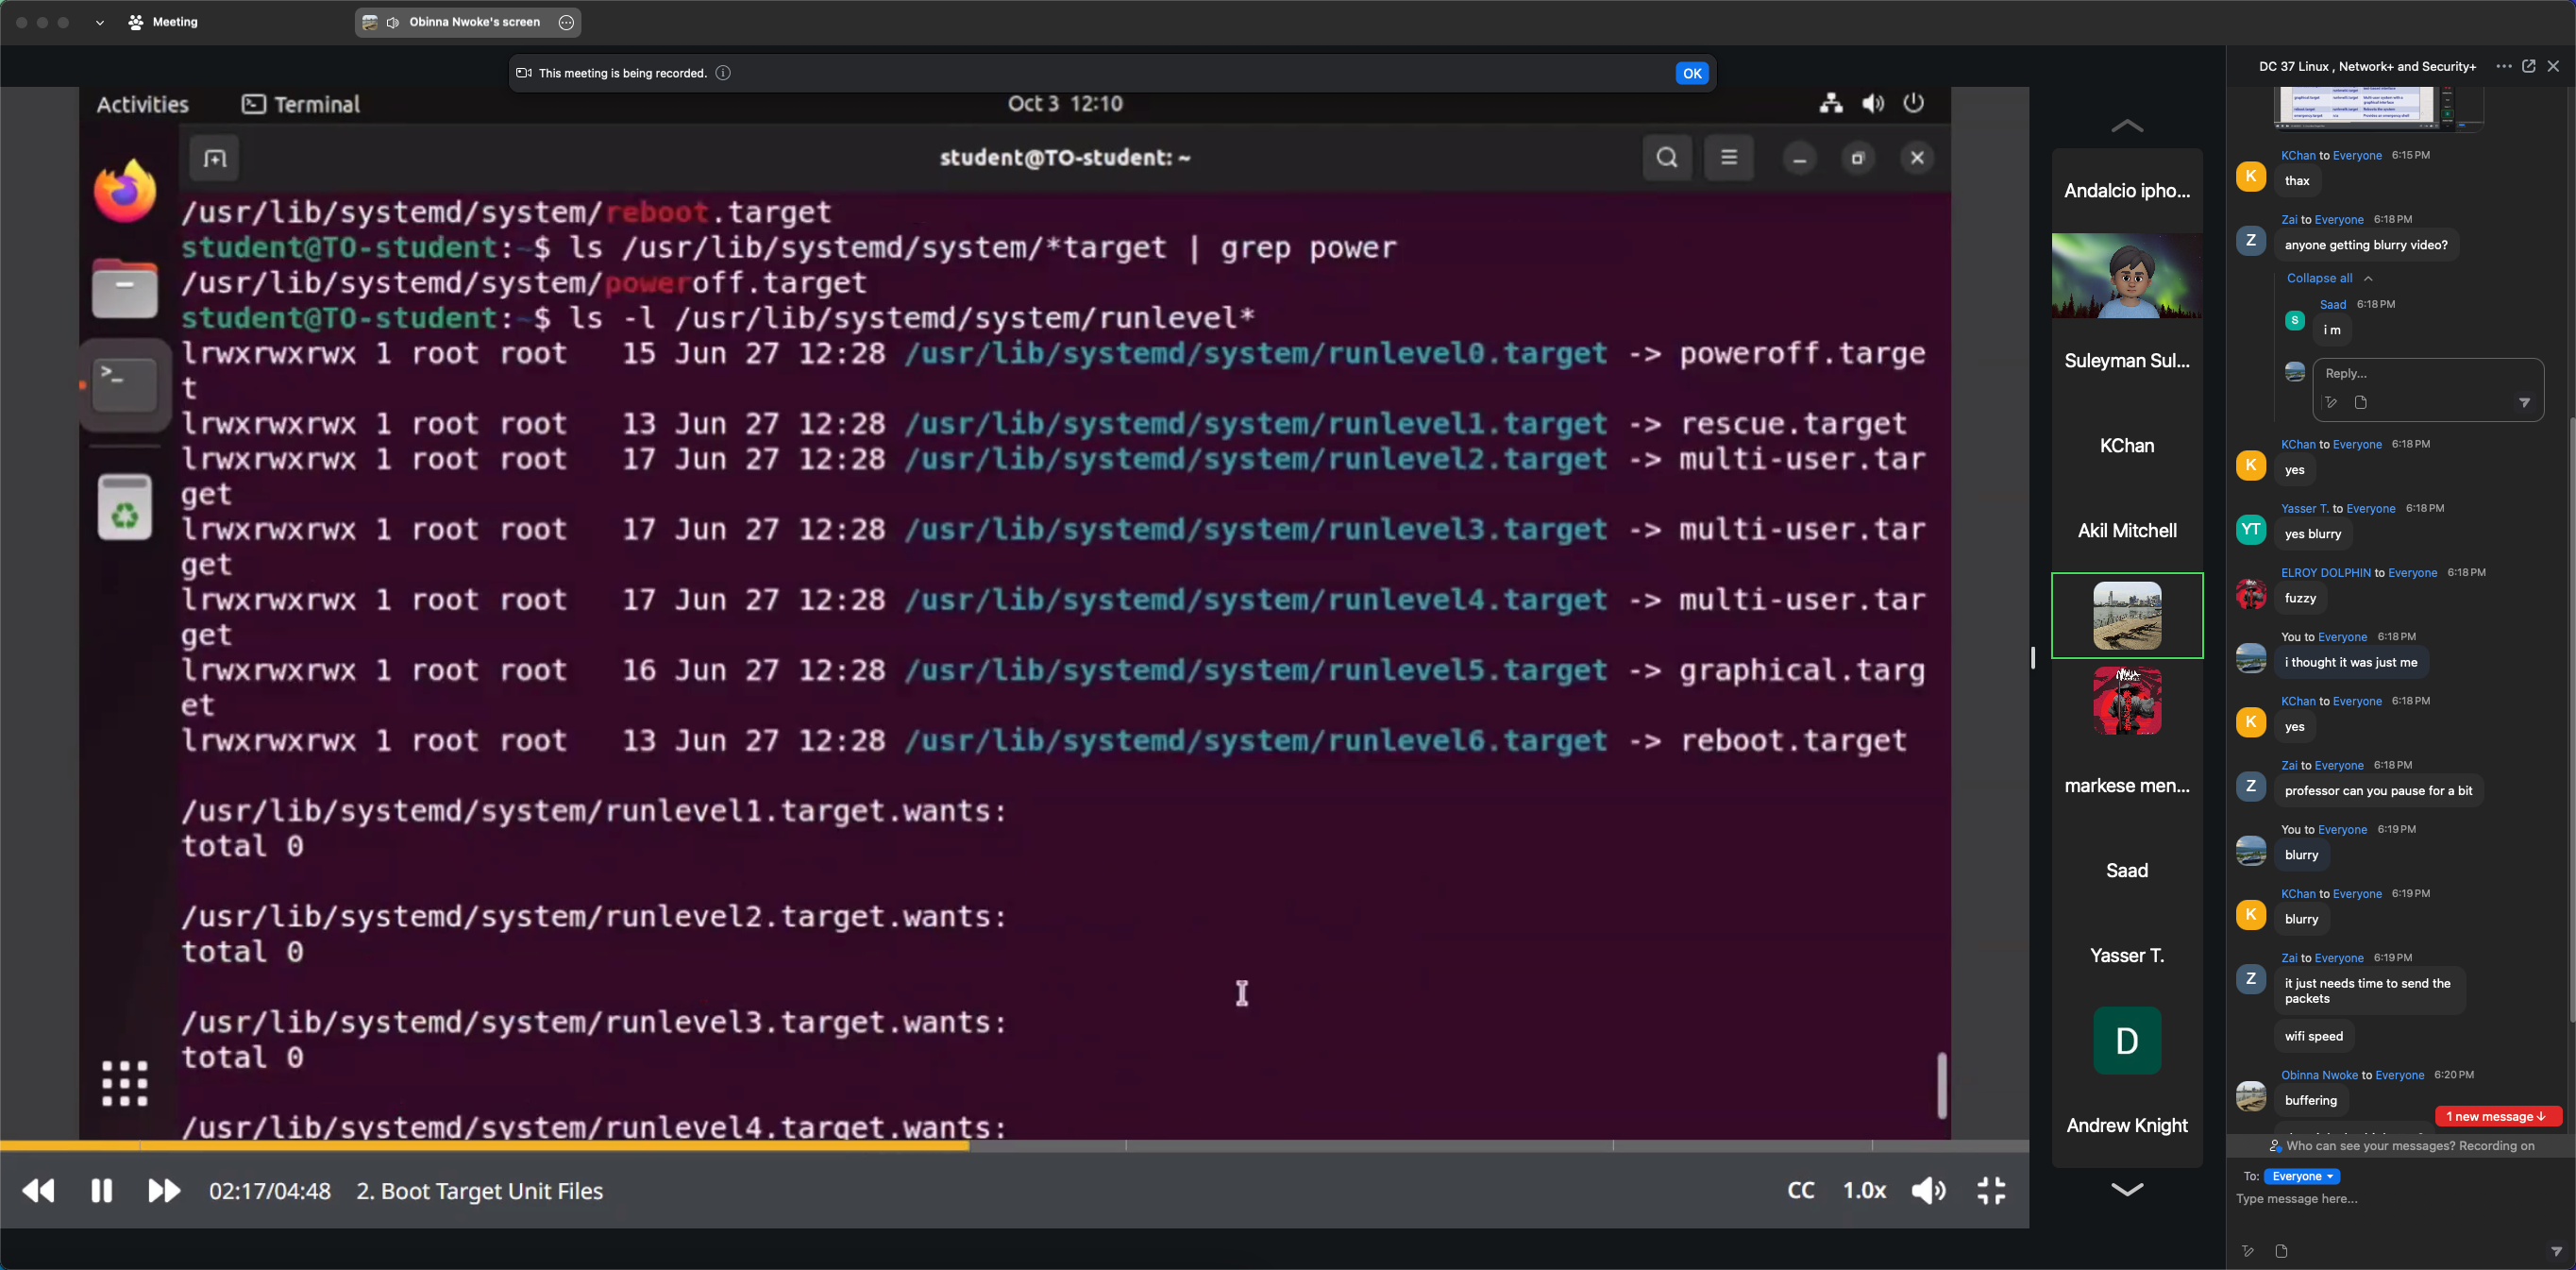 Meeting
Obinna Nwoke's screen
This meeting is being recorded.
OK
Activities
Terminal
Oct 3 12:10
student@TO-student: ~
/usr/lib/systemd/system/reboot.target
student@TO-student:~$ ls /usr/lib/systemd/system/*target | grep power
/usr/lib/systemd/system/poweroff.target
student@TO-student:~$ ls -l /usr/lib/systemd/system/runlevel*
lrwxrwxrwx 1 root root 15 Jun 27 12:28 /usr/lib/systemd/system/runlevel0.target -> poweroff.targe
t
lrwxrwxrwx 1 root root 13 Jun 27 12:28 /usr/lib/systemd/system/runlevel1.target -> rescue.target
lrwxrwxrwx 1 root root 17 Jun 27 12:28 /usr/lib/systemd/system/runlevel2.target -> multi-user.tar
get
lrwxrwxrwx 1 root root 17 Jun 27 12:28 /usr/lib/systemd/system/runlevel3.target -> multi-user.tar
get
lrwxrwxrwx 1 root root 17 Jun 27 12:28 /usr/lib/systemd/system/runlevel4.target -> multi-user.tar
get
lrwxrwxrwx 1 root root 16 Jun 27 12:28 /usr/lib/systemd/system/runlevel5.target -> graphical.targ
et
lrwxrwxrwx 1 root root 13 Jun 27 12:28 /usr/lib/systemd/system/runlevel6.target -> reboot.target
/usr/lib/systemd/system/runlevel1.target.wants:
total 0
/usr/lib/systemd/system/runlevel2.target.wants:
total 0
/usr/lib/systemd/system/runlevel3.target.wants:
total 0
/usr/lib/systemd/system/runlevel4.target.wants:
02:17/04:48 2. Boot Target Unit Files
CC 1.0x
Andalcio ipho...
Suleyman Sul...
KChan
Akil Mitchell
markese men...
Saad
Yasser T.
D
Andrew Knight
DC 37 Linux , Network+ and Security+
KChan to Everyone 6:15 PM
K
thax
Zai to Everyone 6:18 PM
Z
anyone getting blurry video?
Collapse all
Saad 6:18 PM
S
i m
Reply...
KChan to Everyone 6:18 PM
K
yes
Yasser T. to Everyone 6:18 PM
YT
yes blurry
ELROY DOLPHIN to Everyone 6:18 PM
fuzzy
You to Everyone 6:18 PM
i thought it was just me
KChan to Everyone 6:18 PM
K
yes
Zai to Everyone 6:18 PM
Z
professor can you pause for a bit
You to Everyone 6:19 PM
blurry
KChan to Everyone 6:19 PM
K
blurry
Zai to Everyone 6:19 PM
Z
it just needs time to send the
packets
wifi speed
Obinna Nwoke to Everyone 6:20 PM
buffering
1 new message
Who can see your messages? Recording on
To: Everyone
Type message here...